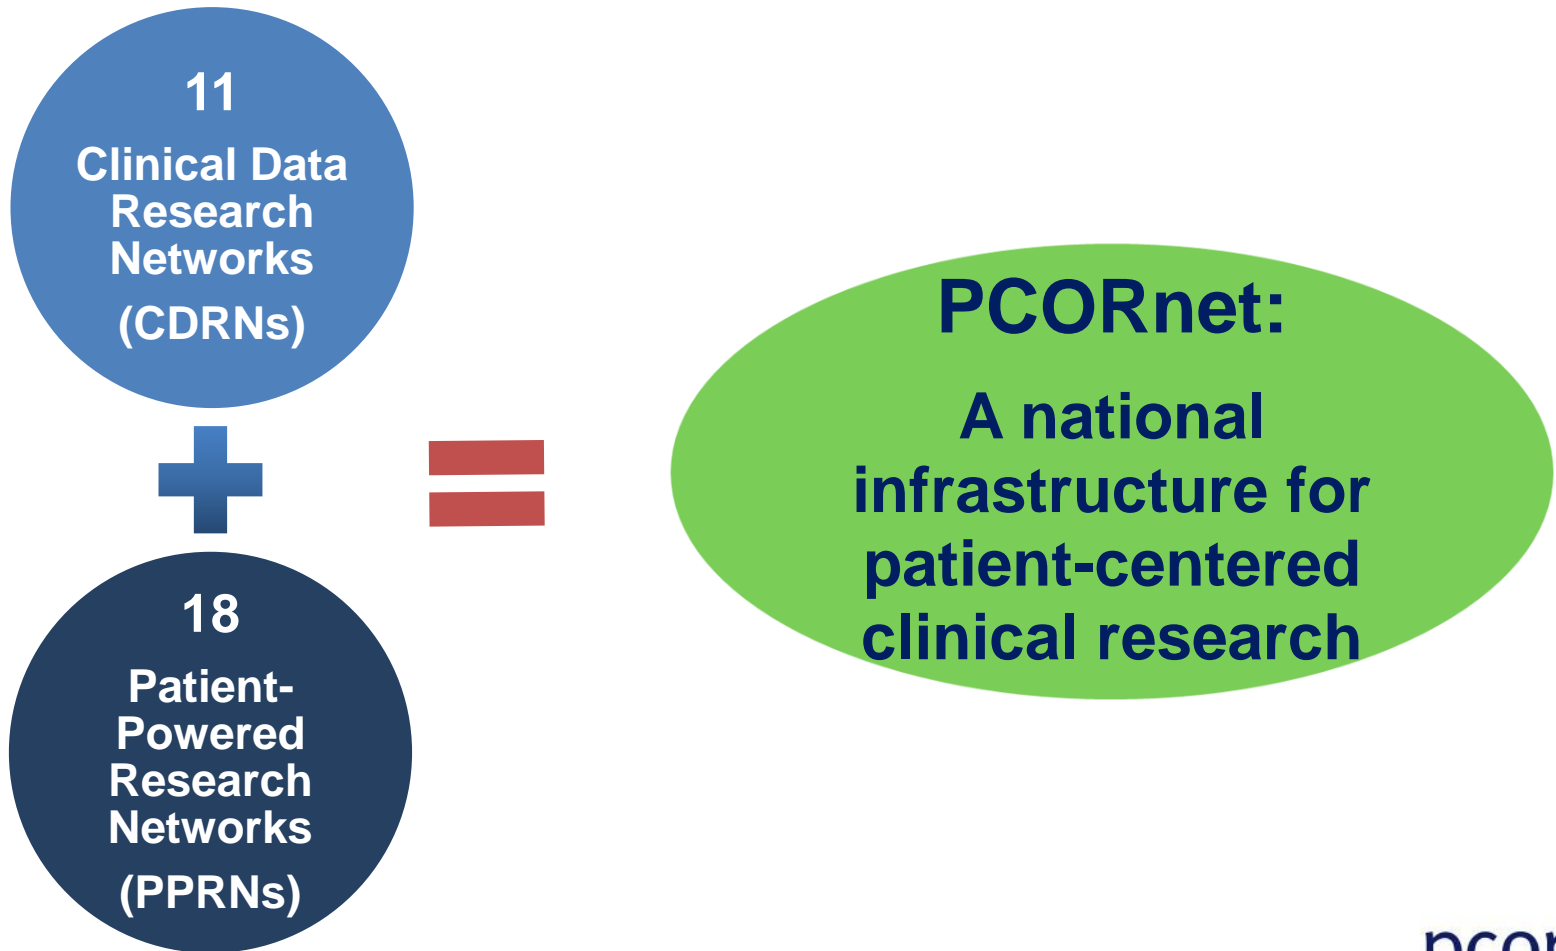 11
Clinical Data
Research
Networks
(CDRNs)
18
Patient-
Powered
Research
Networks
(PPRNs)
PCORnet:
A national
infrastructure for
patient-centered
clinical research